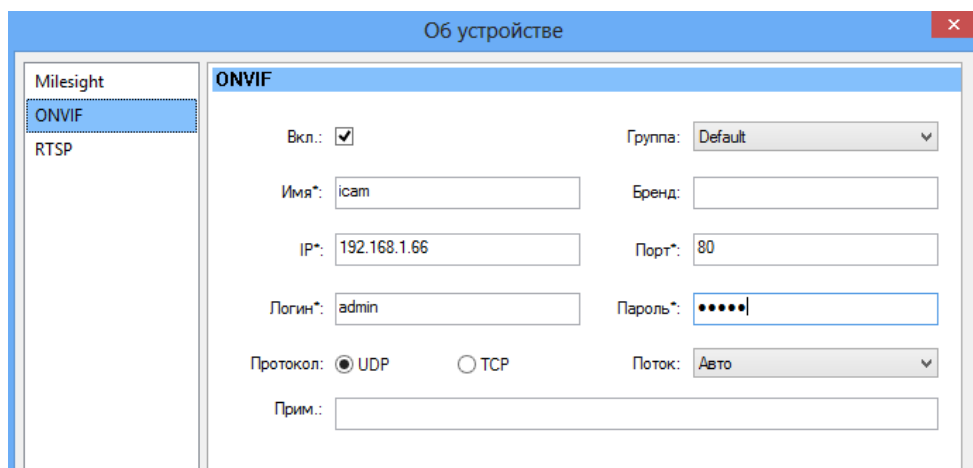 Об устройстве
Milesight
ONVIF
RTSP
ONVIF
Вкл.: Группа: Default
Имя*: icam Бренд:
IP*: 192.168.1.66 Порт*: 80
Логин*: admin Пароль*: •••••
Протокол: UDP TCP Поток: Авто
Прим.: